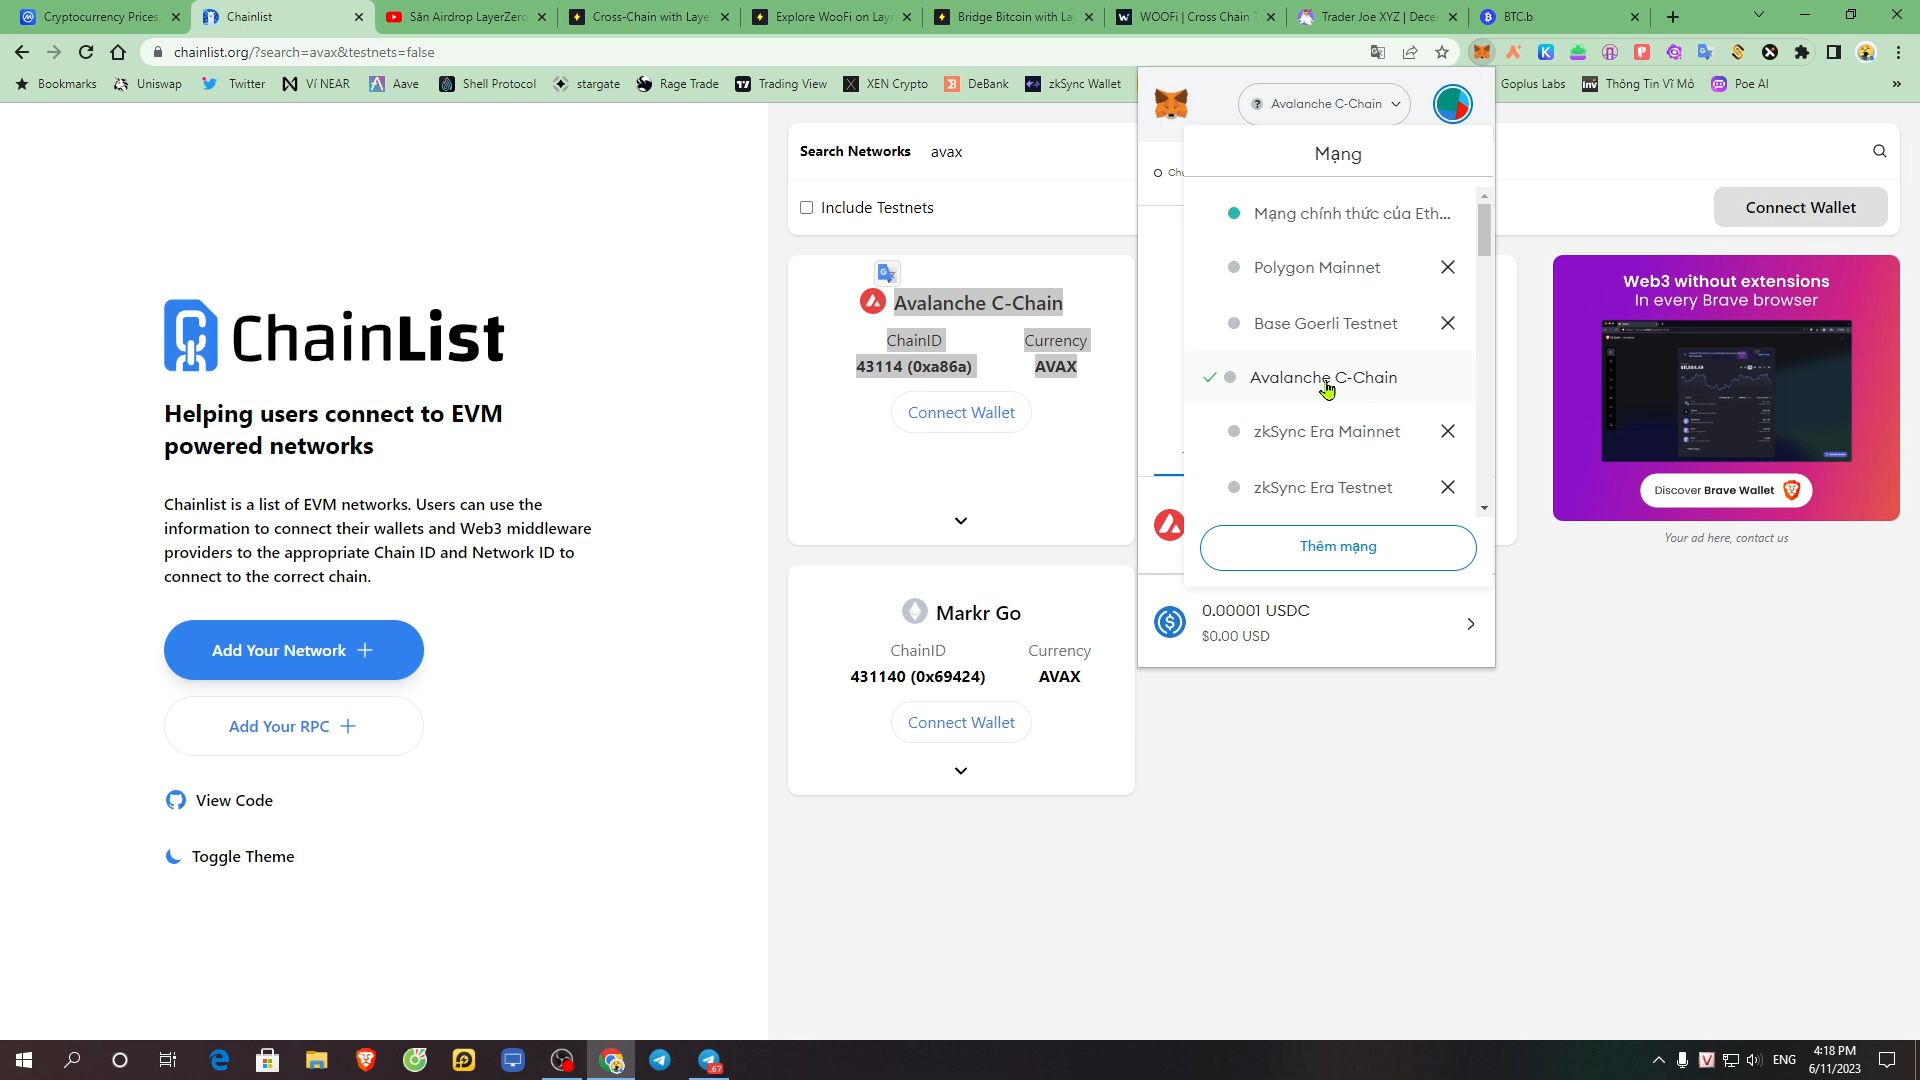 Cryptocurrency Prices
Chainlist
Săn Airdrop LayerZero
Cross-Chain with Laye
Explore WooFi on Laye
Bridge Bitcoin with La
WOOFi | Cross Chain
Trader Joe XYZ | Decen
BTC.b
chainlist.org/?search=avax&testnets=false
Bookmarks
Uniswap
Twitter
Ví NEAR
Aave
Shell Protocol
stargate
Rage Trade
Trading View
XEN Crypto
DeBank
zkSync Wallet
Goplus Labs
Thông Tin Vĩ Mô
Poe AI
ChainList
Helping users connect to EVM
powered networks
Chainlist is a list of EVM networks. Users can use the
information to connect their wallets and Web3 middleware
providers to the appropriate Chain ID and Network ID to
connect to the correct chain.
Add Your Network
Add Your RPC
View Code
Toggle Theme
Search Networks avax
Include Testnets
Connect Wallet
Avalanche C-Chain
ChainID Currency
43114 (0xa86a) AVAX
Connect Wallet
Markr Go
ChainID Currency
431140 (0x69424) AVAX
Connect Wallet
Avalanche C-Chain
Mạng
Mạng chính thức của Eth...
Polygon Mainnet
Base Goerli Testnet
Avalanche C-Chain
zkSync Era Mainnet
zkSync Era Testnet
Thêm mạng
0.00001 USDC
$0.00 USD
Web3 without extensions
In every Brave browser
Discover Brave Wallet
Your ad here, contact us
ENG
4:18 PM
6/11/2023